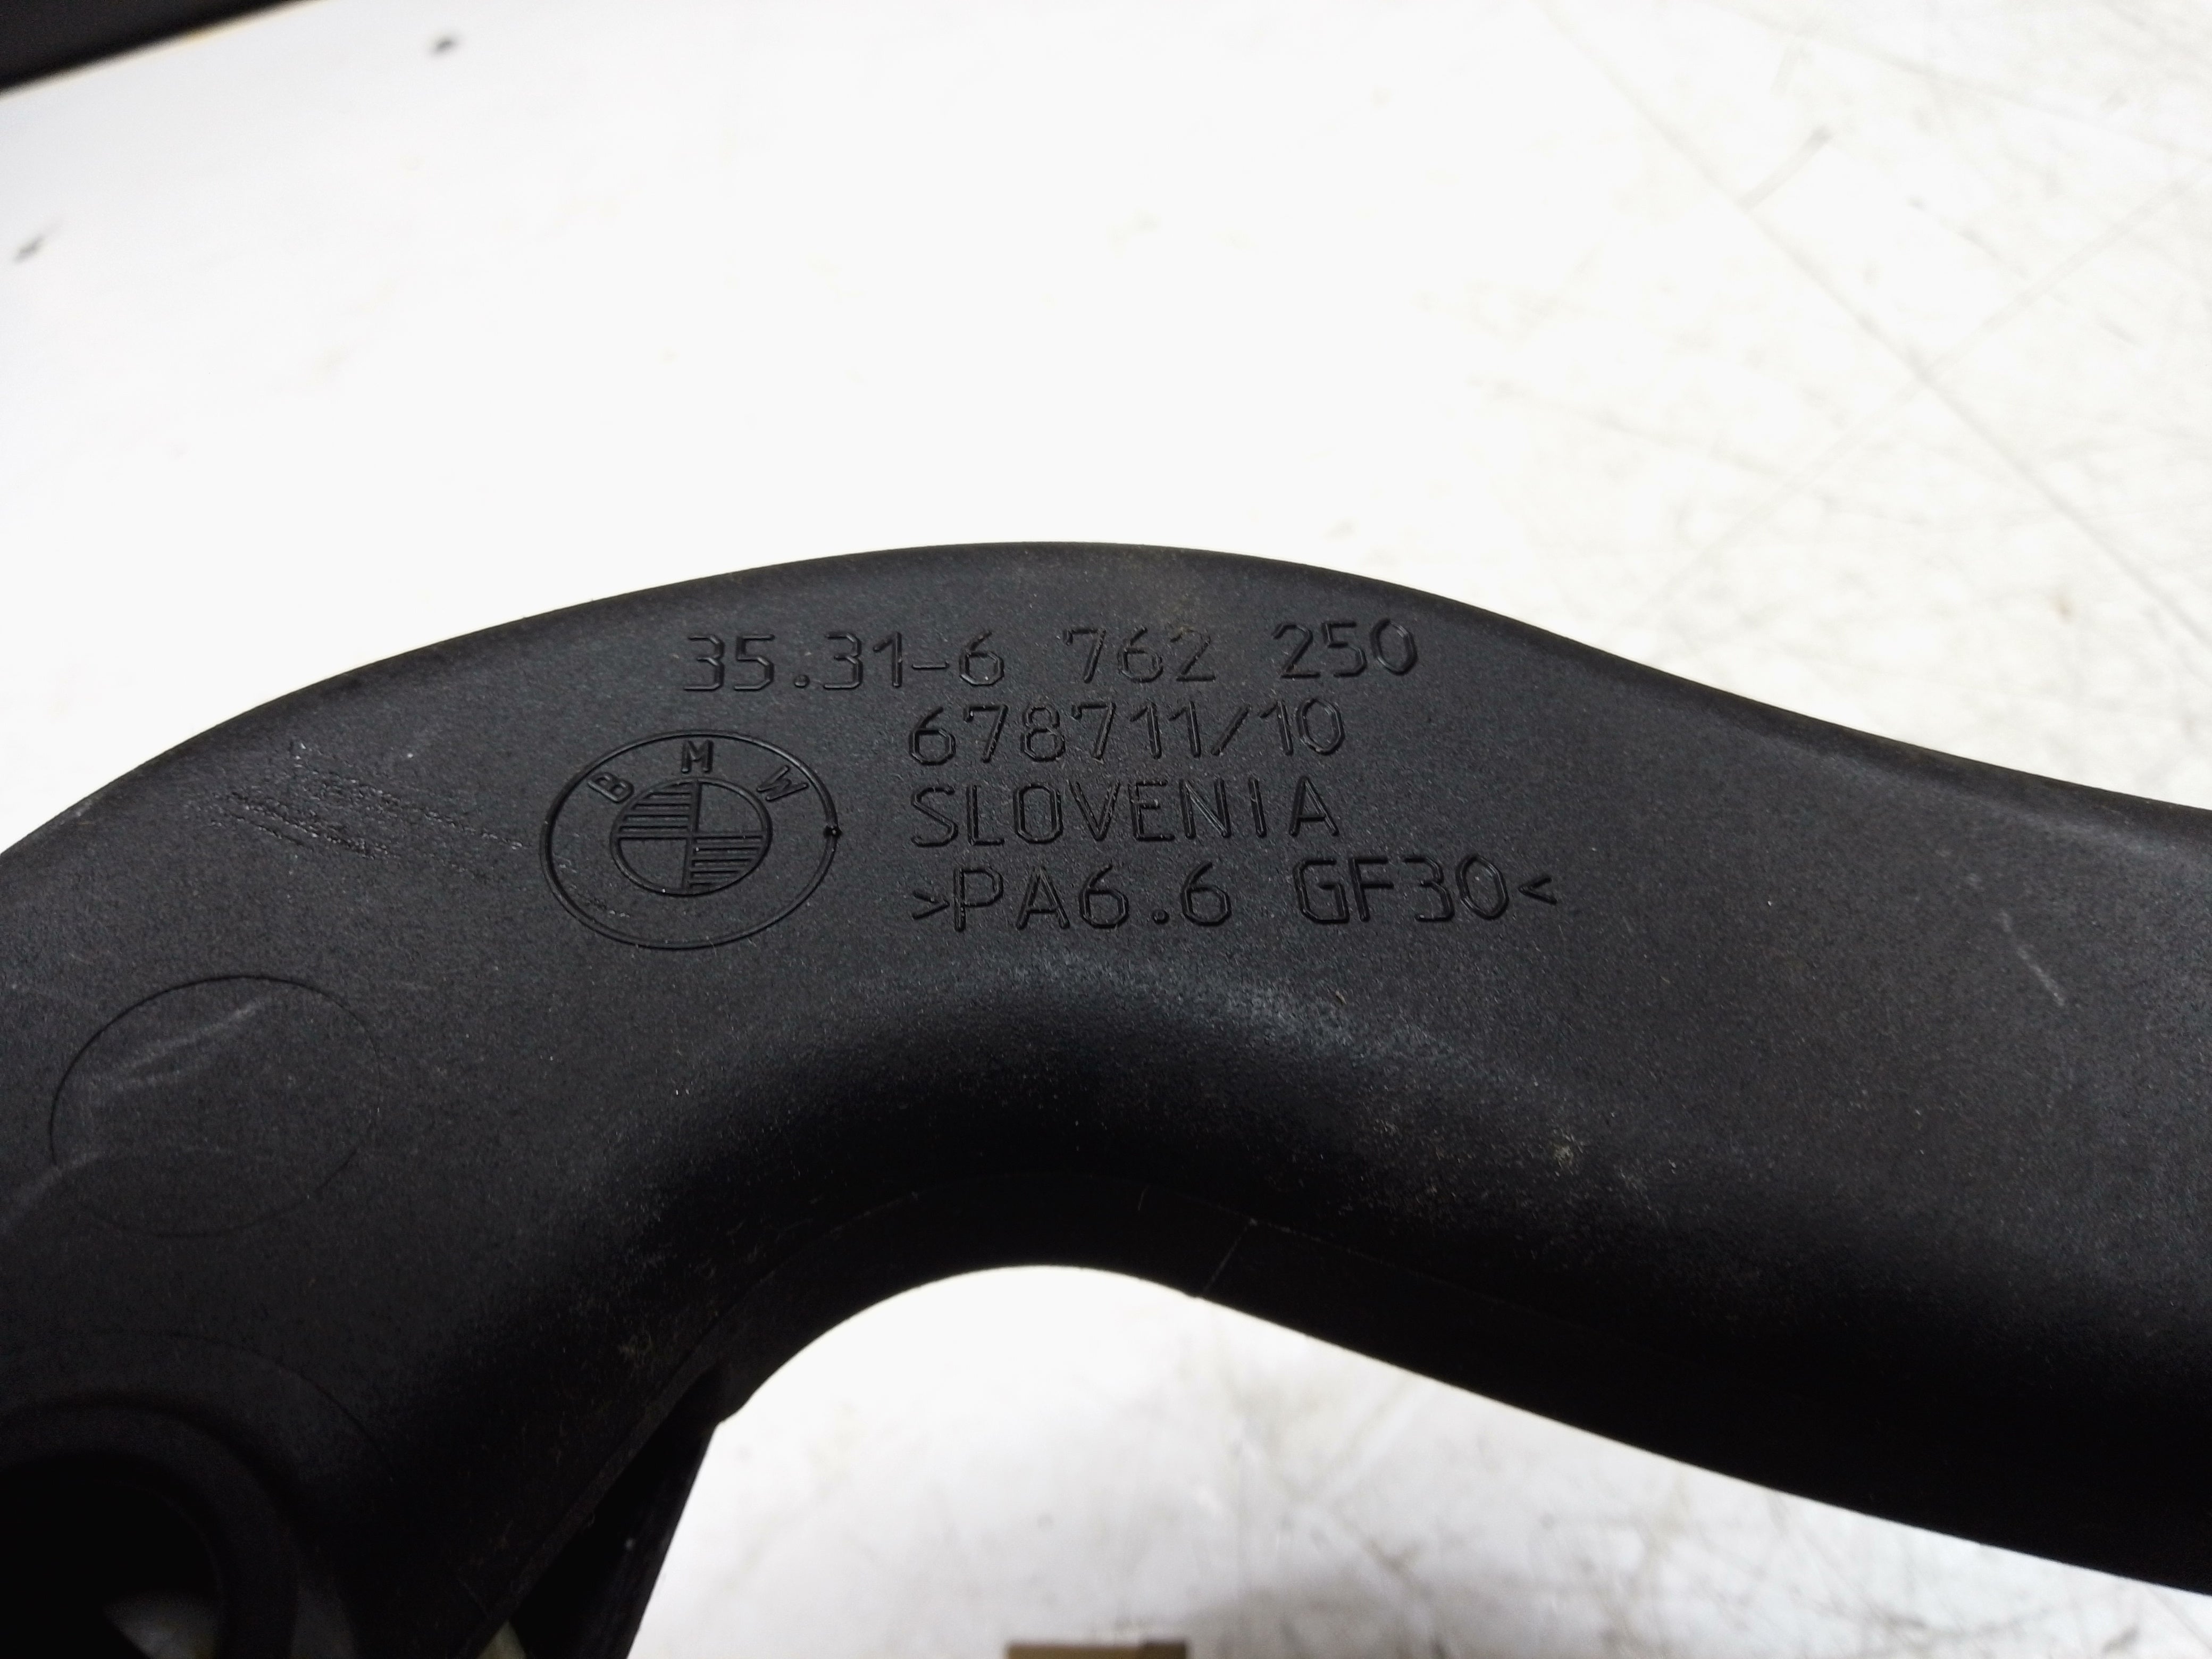 35.31-6 762 250
678711/10
BMW
SLOVENIA
>PA6.6 GF30<